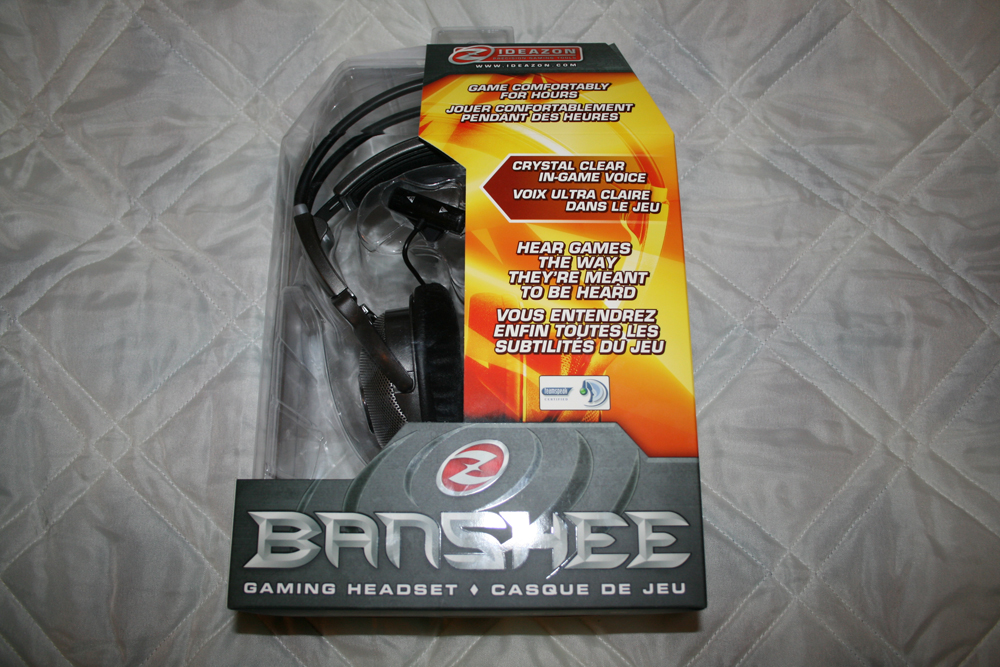 IDEAZON
WWW.IDEAZON.COM
GAME COMFORTABLY
FOR HOURS
JOUER CONFORTABLEMENT
PENDANT DES HEURES
CRYSTAL CLEAR
IN-GAME VOICE
VOIX ULTRA CLAIRE
DANS LE JEU
HEAR GAMES
THE WAY
THEY'RE MEANT
TO BE HEARD
VOUS ENTENDREZ
ENFIN TOUTES LES
SUBTILITÉS DU JEU
teamspeak
CERTIFIED
BANSHEE
GAMING HEADSET ♦ CASQUE DE JEU